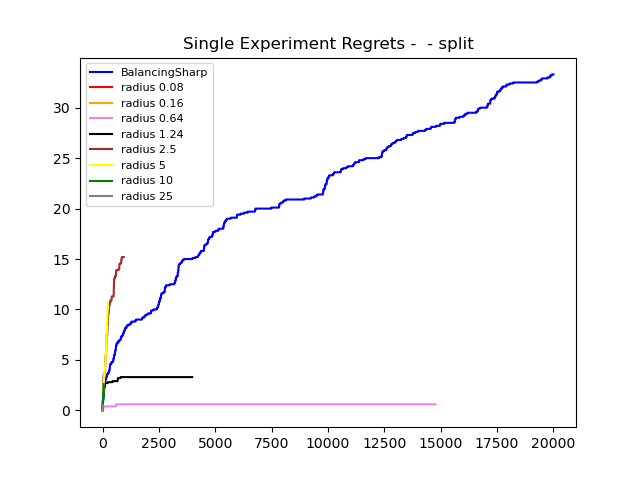 Single Experiment Regrets -  - split
BalancingSharp
radius 0.08
radius 0.16
radius 0.64
radius 1.24
radius 2.5
radius 5
radius 10
radius 25
30
25
20
15
10
5
0
0 2500 5000 7500 10000 12500 15000 17500 20000